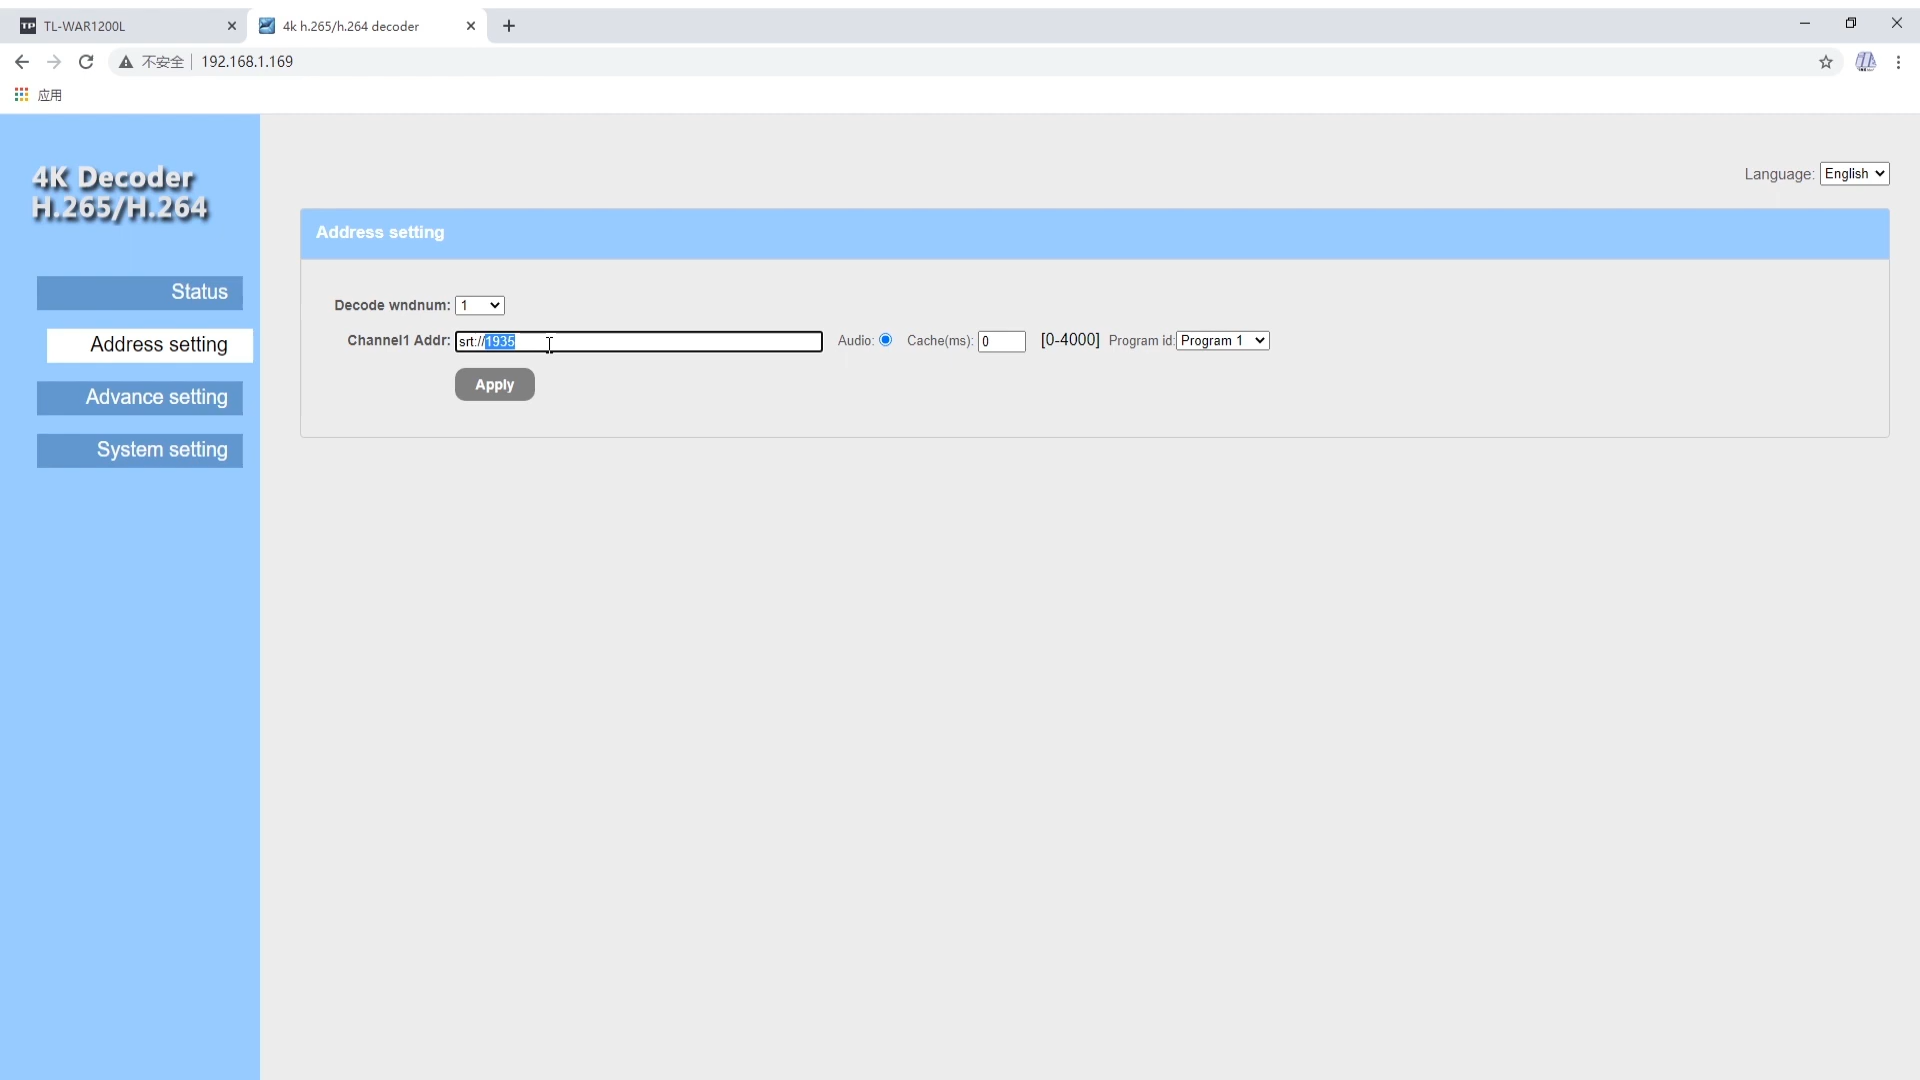 TP TL-WAR1200L
4k h.265/h.264 decoder
不安全 192.168.1.169
应用
4K Decoder
H.265/H.264
Language: English
Address setting
Status
Decode wndnum: 1
Address setting
Channel1 Addr: srt://1935 Audio: Cache(ms): 0 [0-4000] Program id: Program 1
Apply
Advance setting
System setting